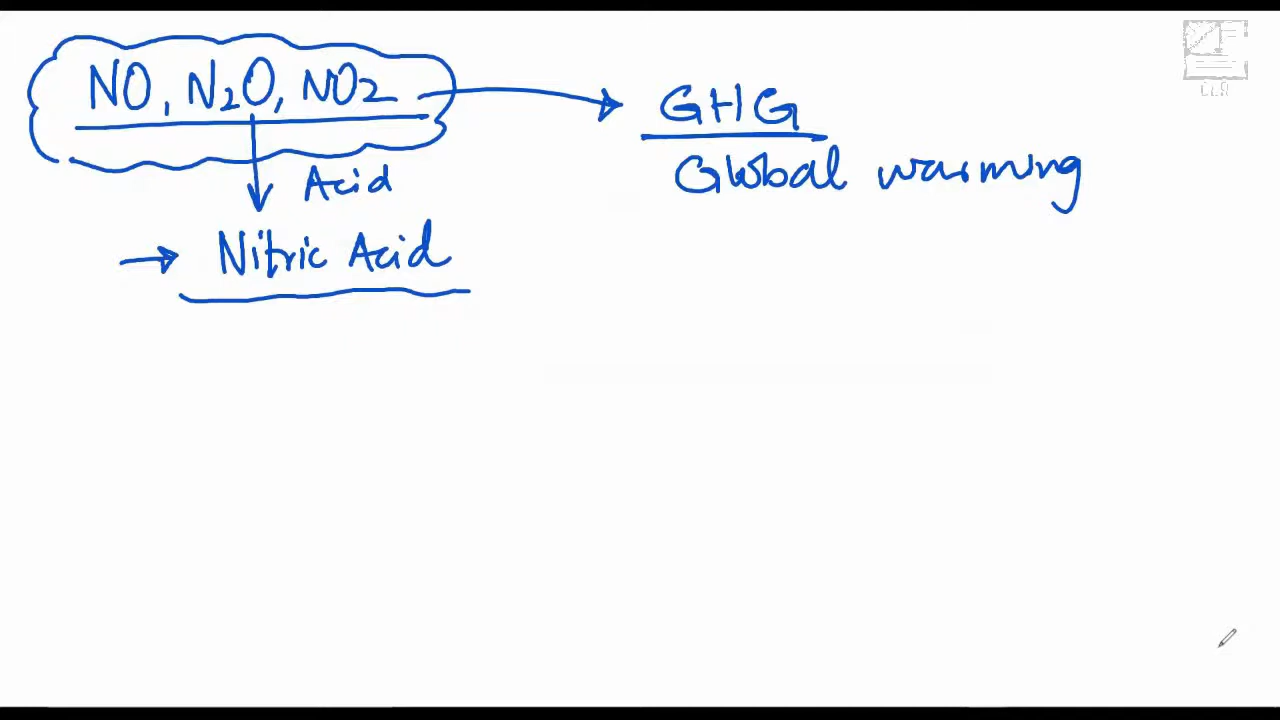 NO, N2O, NO2
GHG
Global warming
Acid
→ Nitric Acid